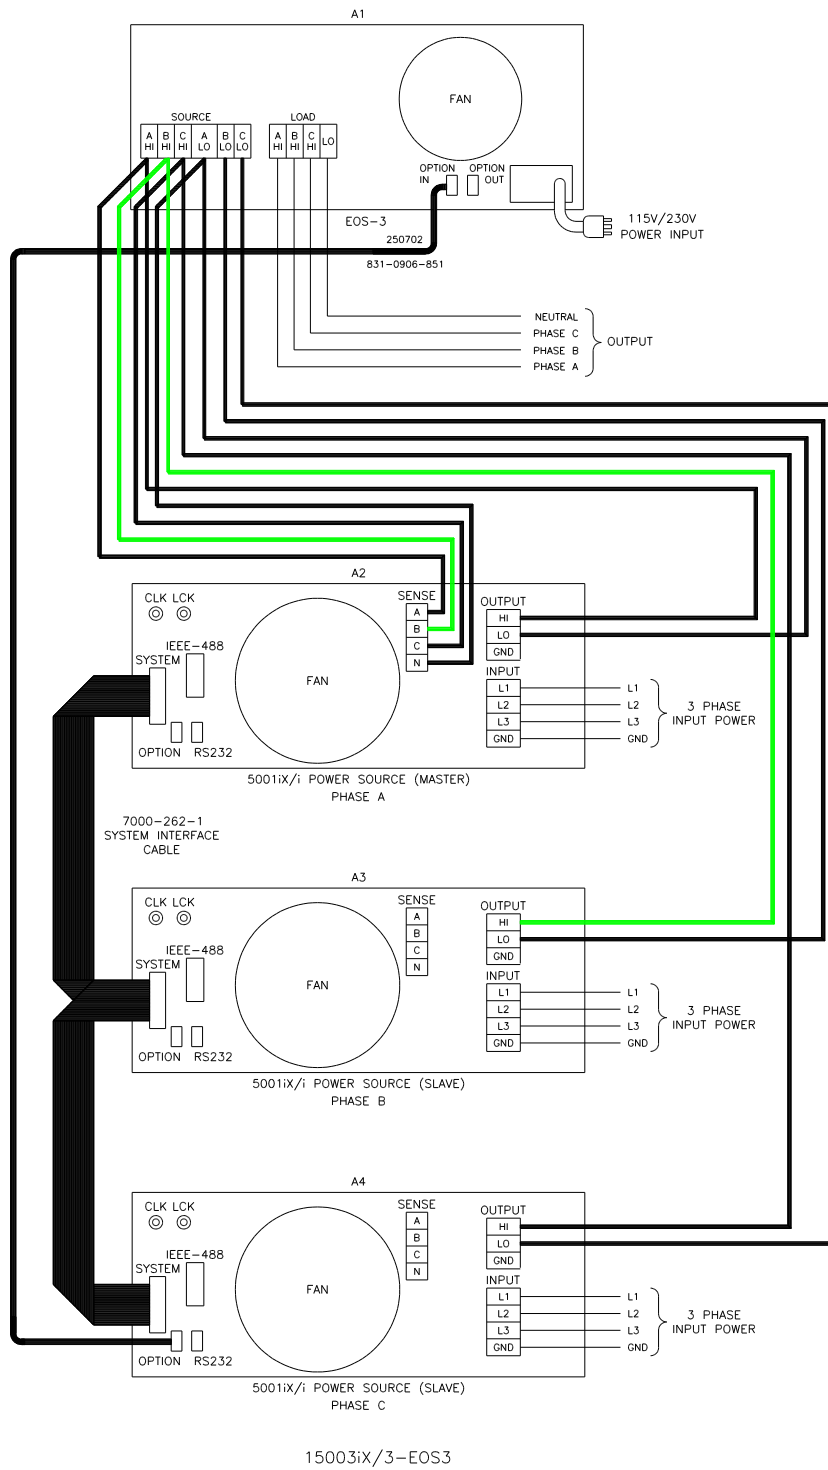 A1
FAN
SOURCE
LOAD
A HI
B HI
C HI
A LO
B LO
C LO
A HI
B HI
C HI
LO
OPTION IN
OPTION OUT
EOS-3
115V/230V
POWER INPUT
250702
831-0906-851
NEUTRAL
PHASE C
PHASE B
PHASE A
OUTPUT
A2
CLK LCK
SENSE
A
B
C
N
OUTPUT
HI
LO
GND
IEEE-488
SYSTEM
FAN
INPUT
L1
L2
L3
GND
L1
L2
L3
GND
3 PHASE
INPUT POWER
OPTION RS232
5001iX/i POWER SOURCE (MASTER)
PHASE A
7000-262-1
SYSTEM INTERFACE
CABLE
A3
CLK LCK
SENSE
A
B
C
N
OUTPUT
HI
LO
GND
IEEE-488
SYSTEM
FAN
INPUT
L1
L2
L3
GND
L1
L2
L3
GND
3 PHASE
INPUT POWER
OPTION RS232
5001iX/i POWER SOURCE (SLAVE)
PHASE B
A4
CLK LCK
SENSE
A
B
C
N
OUTPUT
HI
LO
GND
IEEE-488
SYSTEM
FAN
INPUT
L1
L2
L3
GND
L1
L2
L3
GND
3 PHASE
INPUT POWER
OPTION RS232
5001iX/i POWER SOURCE (SLAVE)
PHASE C
15003iX/3-EOS3